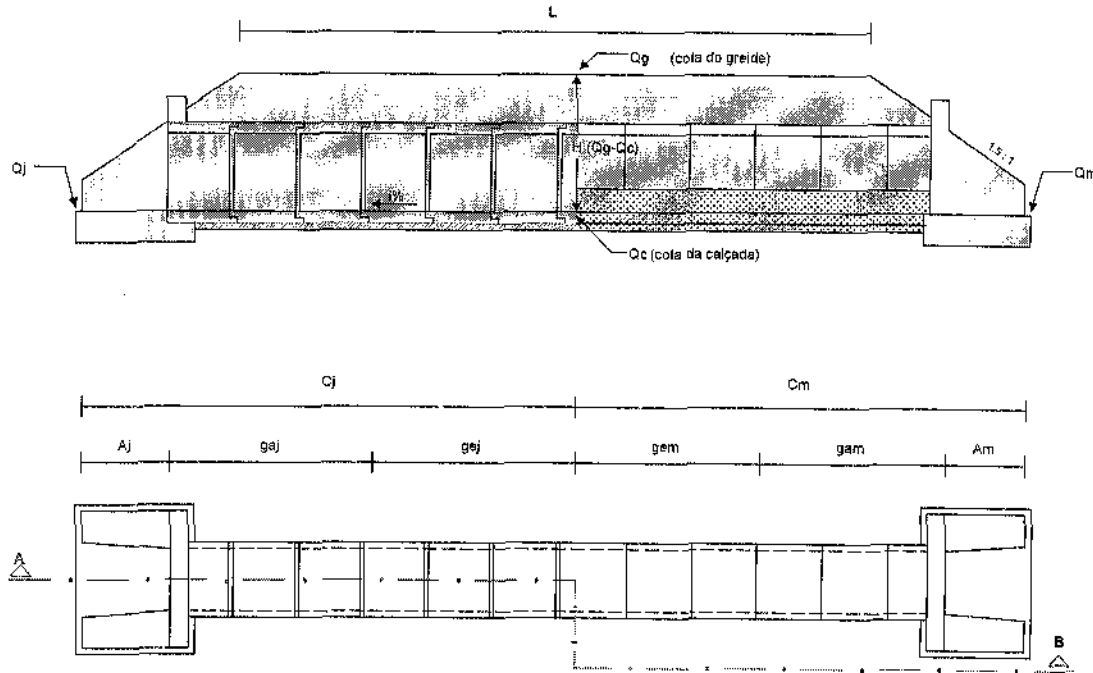 L
Qg (cota do greide)
H (Qg-Qc)
1,5 : 1
Qj
Qm
1%
Qc (cota da calçada)
Cj
Cm
Aj
gaj
gej
gem
gam
Am
A
B